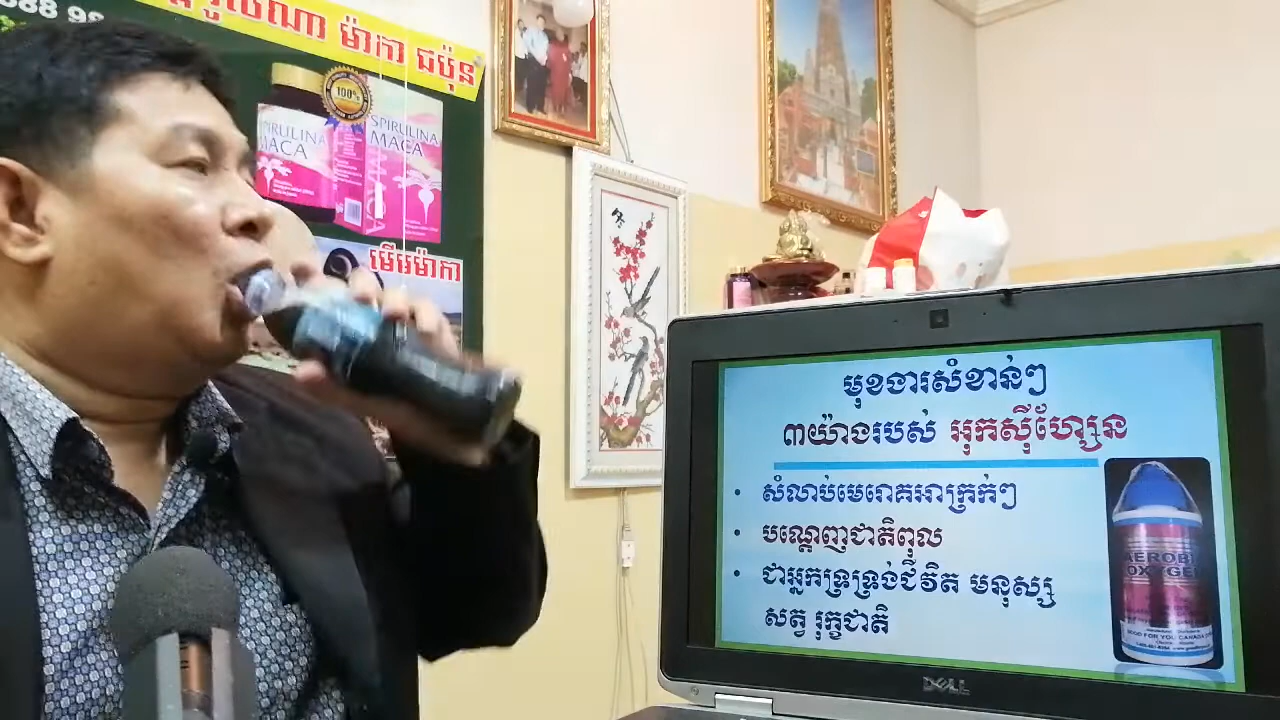 ម៉ាកា ជប៉ុន
100%
SPIRULINA
MACA
SPIRULINA
MACA
MACA
មើមម៉ាកា
មុខងារសំខាន់ៗ
៣យ៉ាងរបស់ អុកស៊ីហ្សែន
• សំលាប់មេរោគអាក្រក់ៗ
• បណ្តេញជាតិពុល
• ជាអ្នកទ្រទ្រង់ជីវិត មនុស្ស
សត្វ រុក្ខជាតិ
DELL